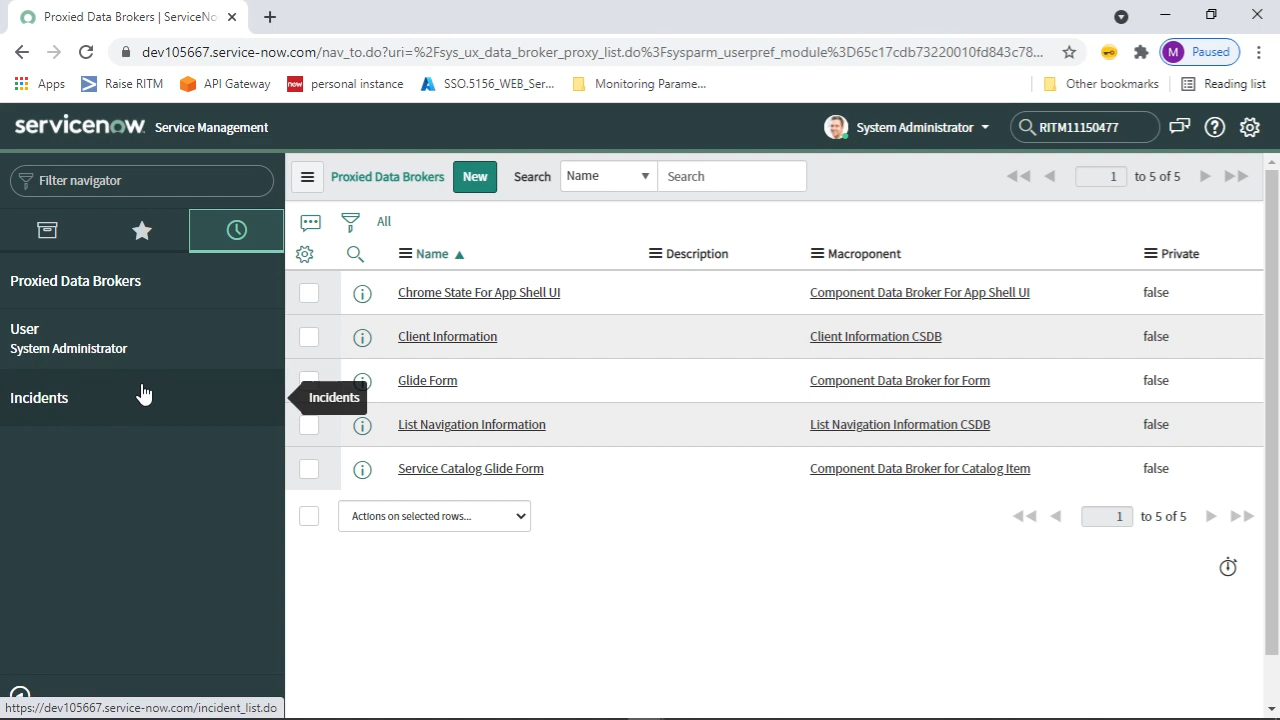 Proxied Data Brokers | ServiceNo
dev105667.service-now.com/nav_to.do?uri=%2Fsys_ux_data_broker_proxy_list.do%3Fsysparm_userpref_module%3D65c17cdb73220010fd843c78...
M Paused
Apps Raise RITM API Gateway now personal instance SSO.5156_WEB_Ser... Monitoring Parame... Other bookmarks Reading list
servicenow Service Management System Administrator RITM11150477
Filter navigator
Proxied Data Brokers New Search Name Search 1 to 5 of 5
All
Name Description Macroponent Private
Proxied Data Brokers
User
System Administrator
Incidents
Chrome State For App Shell UI Component Data Broker For App Shell UI false
Client Information Client Information CSDB false
Glide Form Component Data Broker for Form false
Incidents
List Navigation Information List Navigation Information CSDB false
Service Catalog Glide Form Component Data Broker for Catalog Item false
Actions on selected rows... 1 to 5 of 5
https://dev105667.service-now.com/incident_list.do